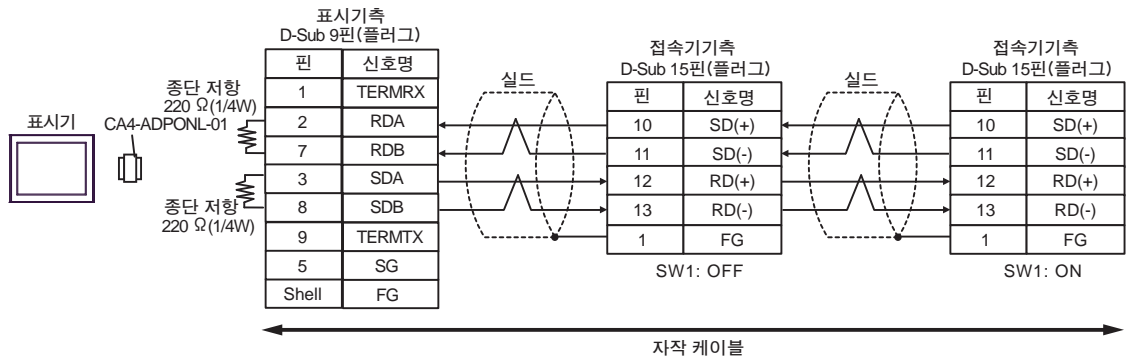 표시기
CA4-ADPONL-01
종단 저항
220 Ω(1/4W)
종단 저항
220 Ω(1/4W)
표시기측
D-Sub 9핀(플러그)
핀 신호명
1 TERMRX
2 RDA
7 RDB
3 SDA
8 SDB
9 TERMTX
5 SG
Shell FG
실드
접속기기측
D-Sub 15핀(플러그)
핀 신호명
10 SD(+)
11 SD(-)
12 RD(+)
13 RD(-)
1 FG
SW1: OFF
실드
접속기기측
D-Sub 15핀(플러그)
핀 신호명
10 SD(+)
11 SD(-)
12 RD(+)
13 RD(-)
1 FG
SW1: ON
자작 케이블